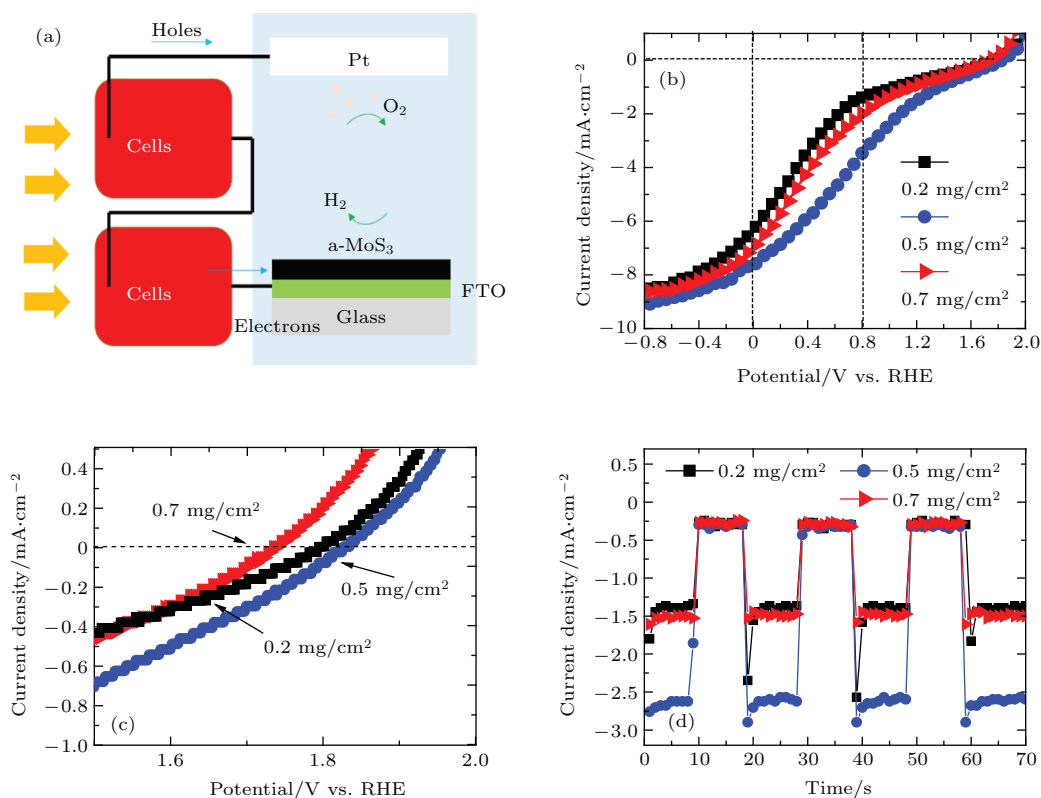 (a)
Holes
Pt
O₂
Cells
H₂
a-MoS₃
Cells
FTO
Electrons
Glass
(b)
0
−2
−4
−6
−8
−10
−0.8
−0.4
0
0.4
0.8
1.2
1.6
2.0
Current density/mA·cm⁻²
Potential/V vs. RHE
0.2 mg/cm²
0.5 mg/cm²
0.7 mg/cm²
(c)
0.4
0.2
0
−0.2
−0.4
−0.6
−0.8
−1.0
1.6
1.8
2.0
Current density/mA·cm⁻²
Potential/V vs. RHE
0.7 mg/cm²
0.5 mg/cm²
0.2 mg/cm²
(d)
0.5
0
−0.5
−1.0
−1.5
−2.0
−2.5
−3.0
0
10
20
30
40
50
60
70
Current density/mA·cm⁻²
Time/s
0.2 mg/cm²
0.5 mg/cm²
0.7 mg/cm²